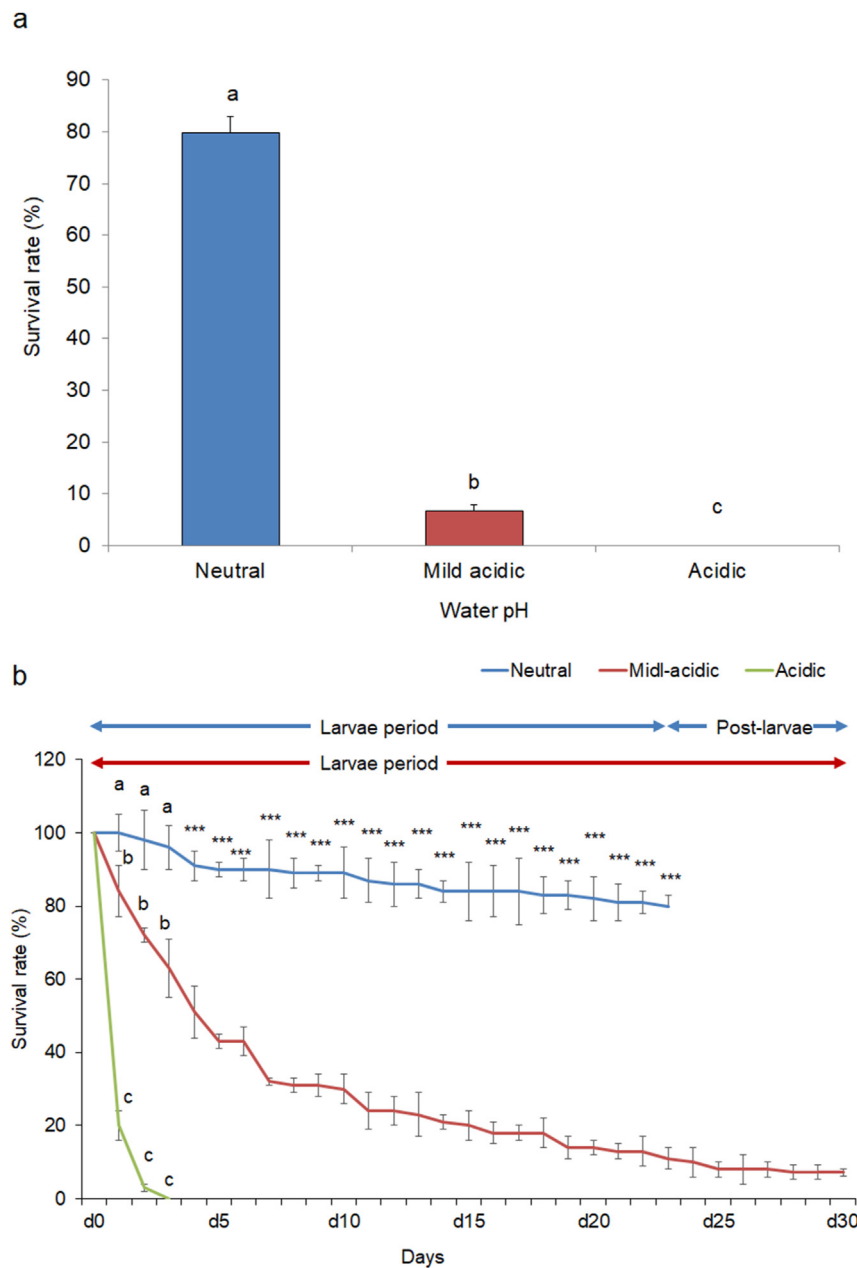 a
90
80
70
60
50
40
30
20
10
0
Survival rate (%)
a
b
c
Neutral Mild acidic Acidic
Water pH
b
Neutral Midl-acidic Acidic
Larvae period Post-larvae
Larvae period
120
100
80
60
40
20
0
Survival rate (%)
a a a *** *** *** *** *** *** *** *** *** *** *** *** *** *** *** *** *** *** *** ***
b b b
c c c
d0 d5 d10 d15 d20 d25 d30
Days